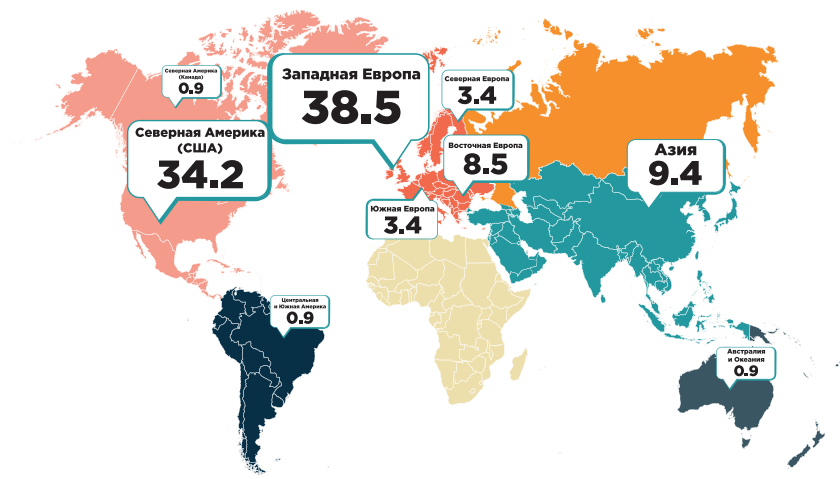 Северная Америка
(Канада)
0.9
Западная Европа
38.5
Северная Европа
3.4
Северная Америка
(США)
34.2
Восточная Европа
8.5
Азия
9.4
Южная Европа
3.4
Центральная
и Южная Америка
0.9
Австралия
и Океания
0.9